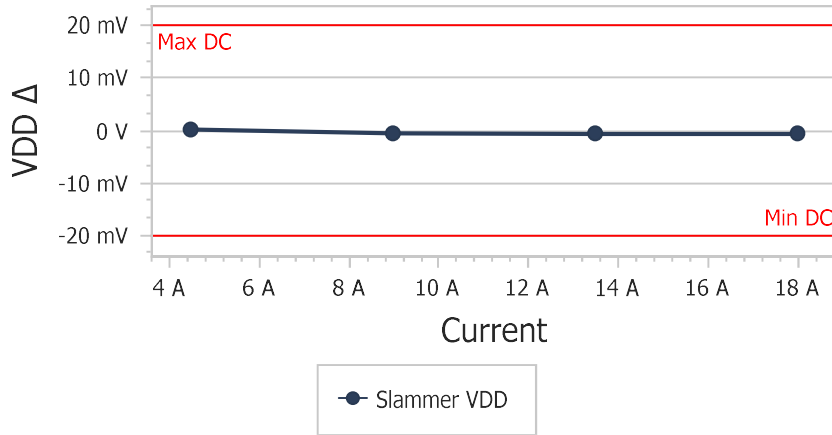 20 mV
Max DC
10 mV
VDD Δ
0 V
-10 mV
Min DC
-20 mV
4 A 6 A 8 A 10 A 12 A 14 A 16 A 18 A
Current
Slammer VDD